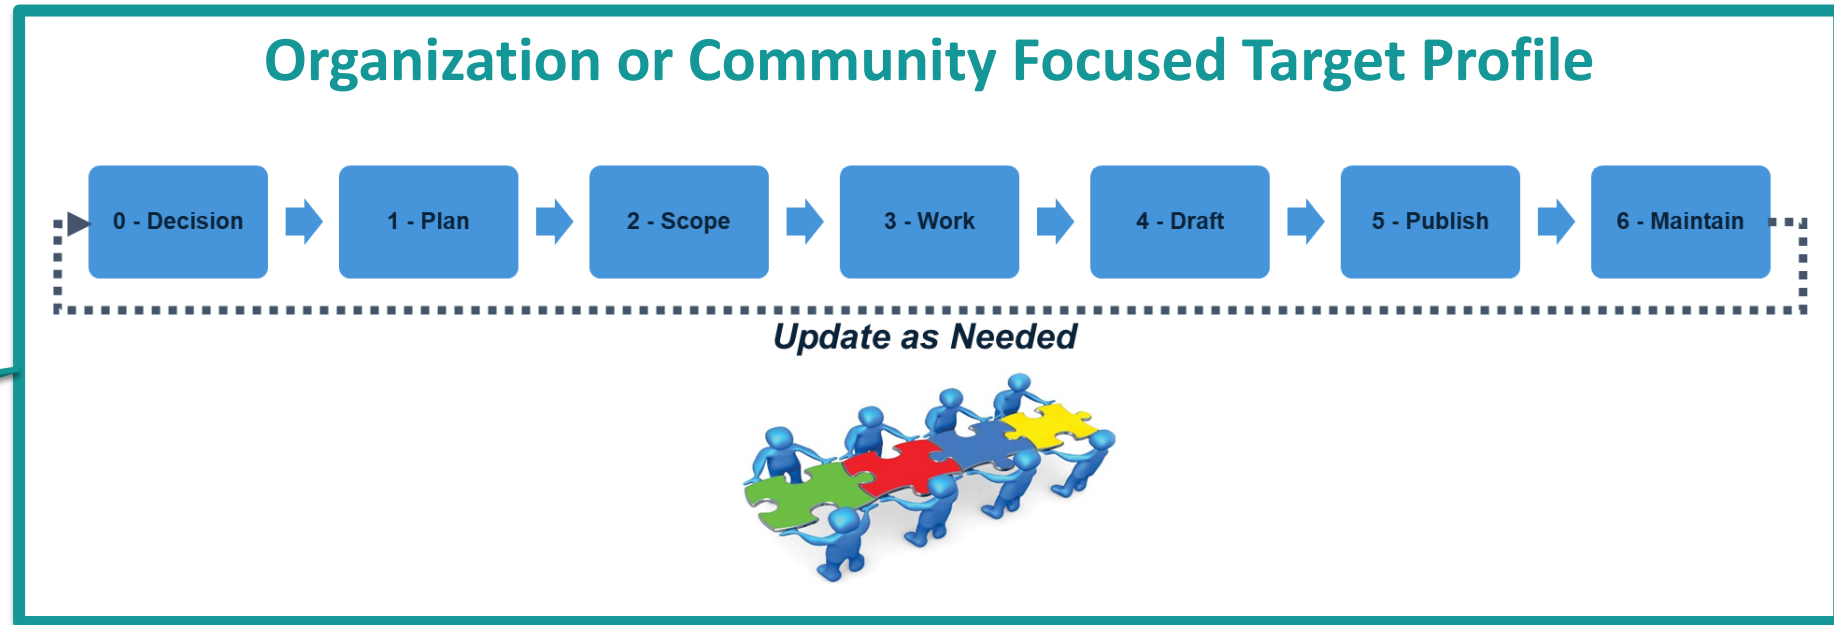 Organization or Community Focused Target Profile
0 - Decision
1 - Plan
2 - Scope
3 - Work
4 - Draft
5 - Publish
6 - Maintain
Update as Needed